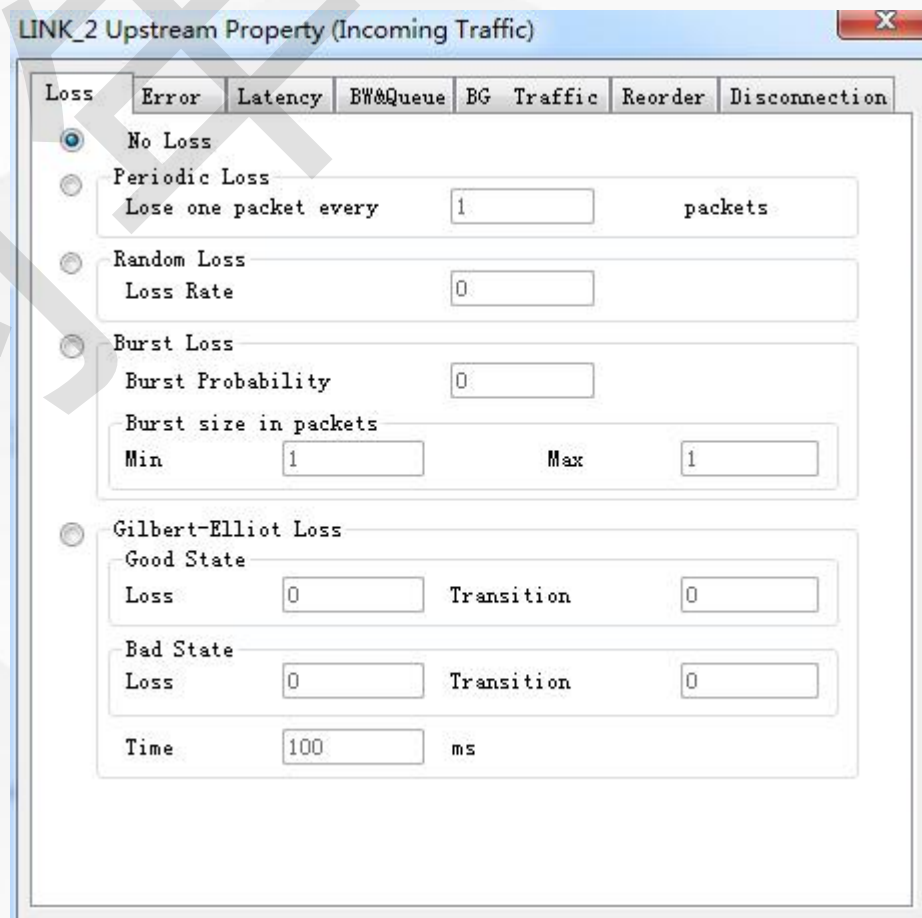 LINK_2 Upstream Property (Incoming Traffic)
Loss Error Latency BW&Queue BG Traffic Reorder Disconnection
No Loss
Periodic Loss
Lose one packet every 1 packets
Random Loss
Loss Rate 0
Burst Loss
Burst Probability 0
Burst size in packets
Min 1 Max 1
Gilbert-Elliot Loss
Good State
Loss 0 Transition 0
Bad State
Loss 0 Transition 0
Time 100 ms